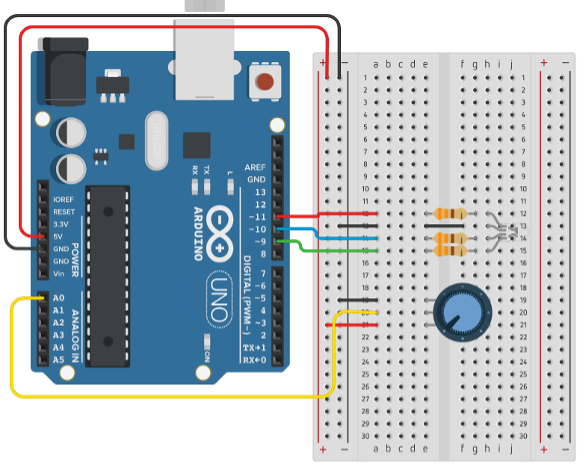 + − a b c d e f g h i j + −
1 1
2 2
3 3
4 4
5 5
6 6
7 7
8 8
9 9
10 10
11 11
12 12
13 13
14 14
15 15
16 16
17 17
18 18
19 19
20 20
21 21
22 22
23 23
24 24
25 25
26 26
27 27
28 28
29 29
30 30
+ − a b c d e f g h i j + −
IOREF
RESET
3.3V
5V
GND
GND
Vin
POWER
A0
A1
A2
A3
A4
A5
ANALOG IN
RX
TX
L
ARDUINO
UNO
ON
AREF
GND
13
12
~11
~10
~9
8
7
~6
~5
4
~3
2
TX→1
RX←0
DIGITAL (PWM~)